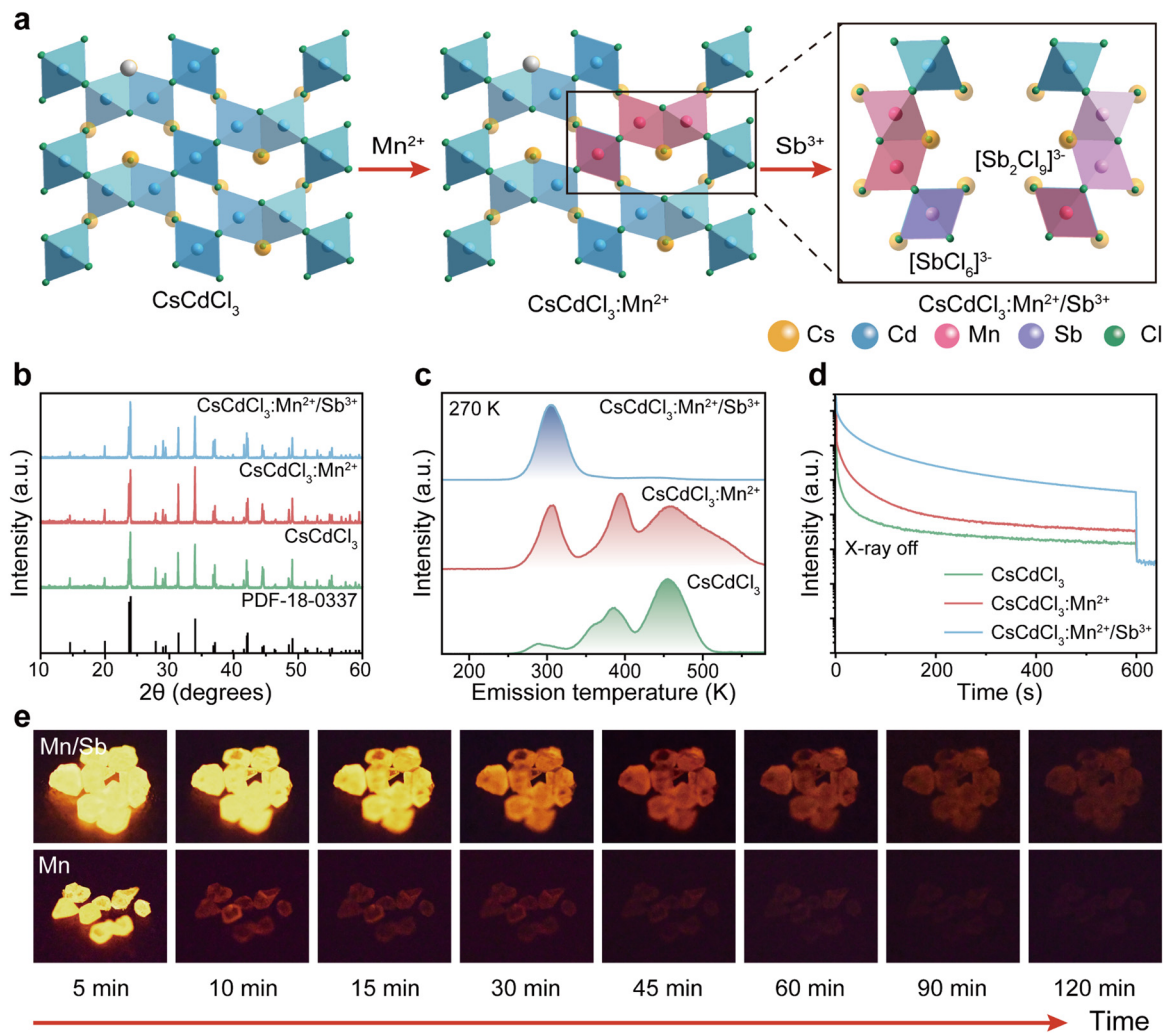 a
Mn²⁺
Sb³⁺
[Sb₂Cl₉]³⁻
[SbCl₆]³⁻
CsCdCl₃
CsCdCl₃:Mn²⁺
CsCdCl₃:Mn²⁺/Sb³⁺
Cs Cd Mn Sb Cl
b
CsCdCl₃:Mn²⁺/Sb³⁺
CsCdCl₃:Mn²⁺
CsCdCl₃
PDF-18-0337
Intensity (a.u.)
10 20 30 40 50 60
2θ (degrees)
c
270 K
CsCdCl₃:Mn²⁺/Sb³⁺
CsCdCl₃:Mn²⁺
CsCdCl₃
Intensity (a.u.)
200 300 400 500
Emission temperature (K)
d
X-ray off
CsCdCl₃
CsCdCl₃:Mn²⁺
CsCdCl₃:Mn²⁺/Sb³⁺
Intensity (a.u.)
0 200 400 600
Time (s)
e
Mn/Sb
Mn
5 min 10 min 15 min 30 min 45 min 60 min 90 min 120 min
Time